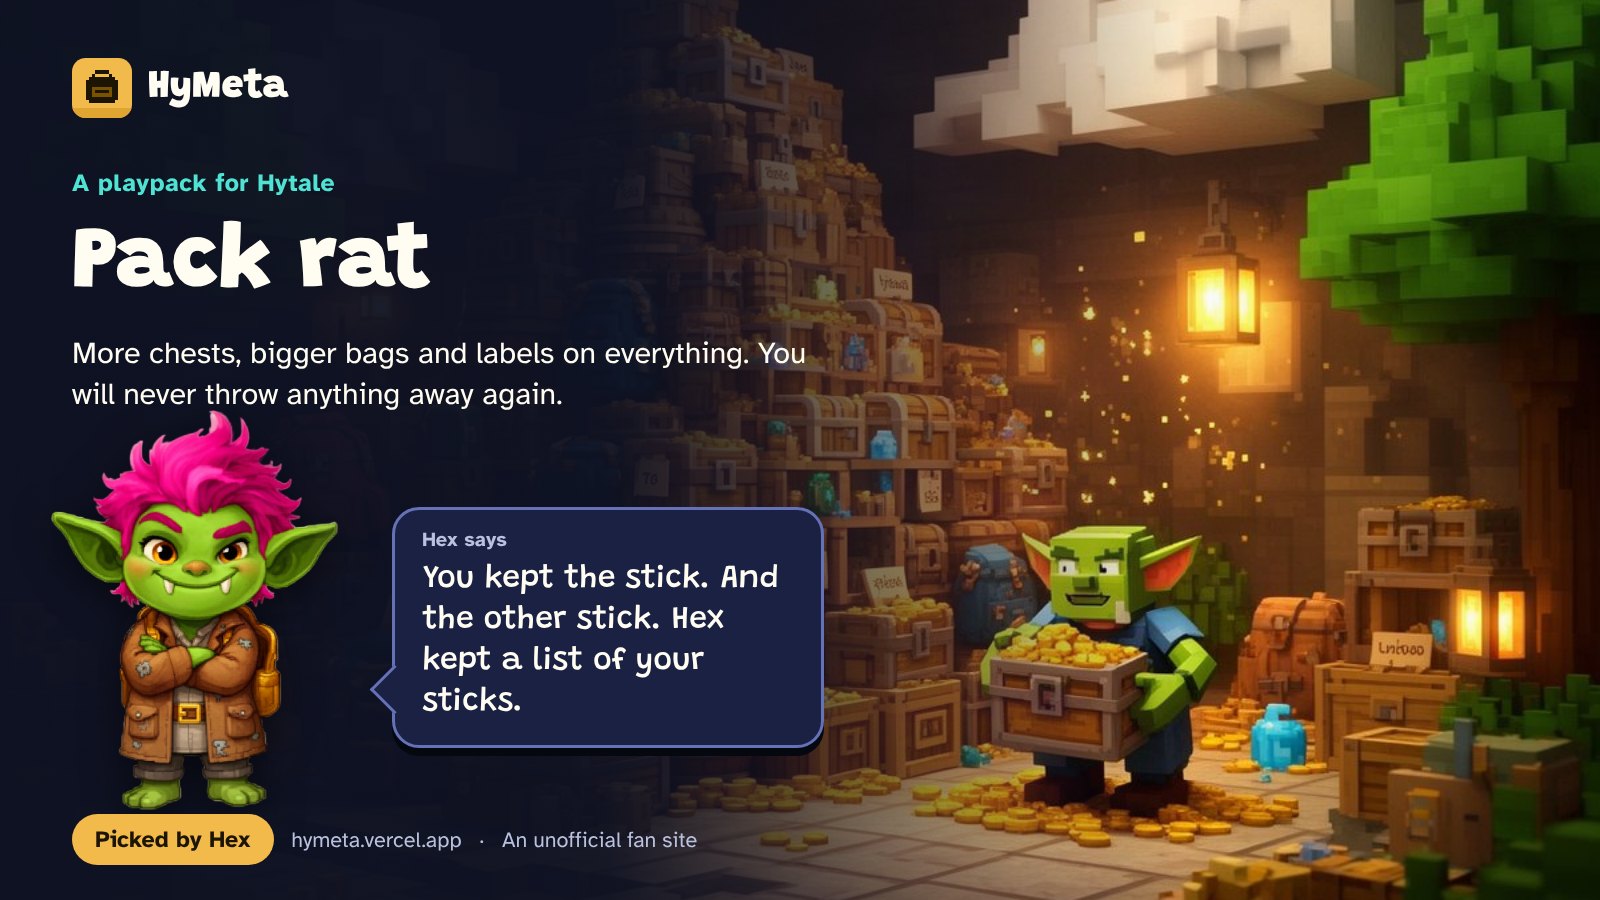 HyMeta
A playpack for Hytale
Pack rat
More chests, bigger bags and labels on everything. You
will never throw anything away again.
Hex says
You kept the stick. And
the other stick. Hex
kept a list of your
sticks.
Picked by Hex
hymeta.vercel.app · An unofficial fan site